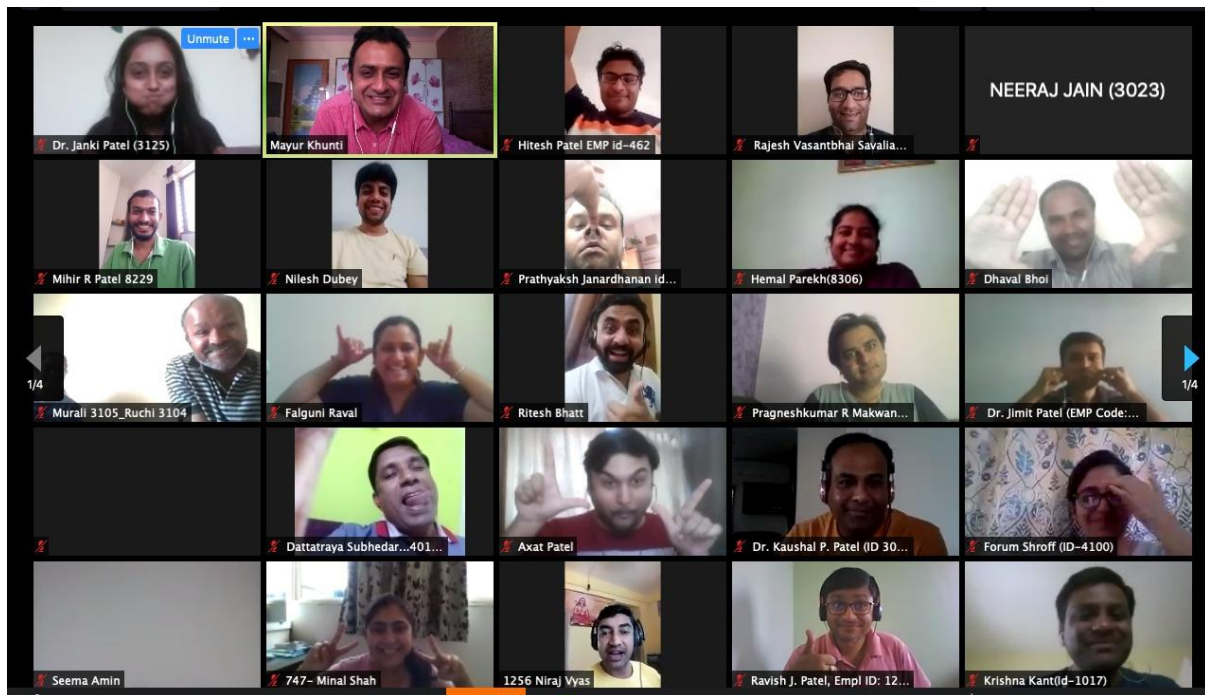 Unmute ...
Dr. Janki Patel (3125)
Mayur Khunti
Hitesh Patel EMP id-462
Rajesh Vasantbhai Savalia...
NEERAJ JAIN (3023)
Mihir R Patel 8229
Nilesh Dubey
Prathyaksh Janardhanan id...
Hemal Parekh(8306)
Dhaval Bhoi
1/4
Murali 3105_Ruchi 3104
Falguni Raval
Ritesh Bhatt
Pragneshkumar R Makwan...
Dr. Jimit Patel (EMP Code:...
1/4
Dattatraya Subhedar...401...
Axat Patel
Dr. Kaushal P. Patel (ID 30...
Forum Shroff (ID-4100)
Seema Amin
747- Minal Shah
1256 Niraj Vyas
Ravish J. Patel, Empl ID: 12...
Krishna Kant(Id-1017)